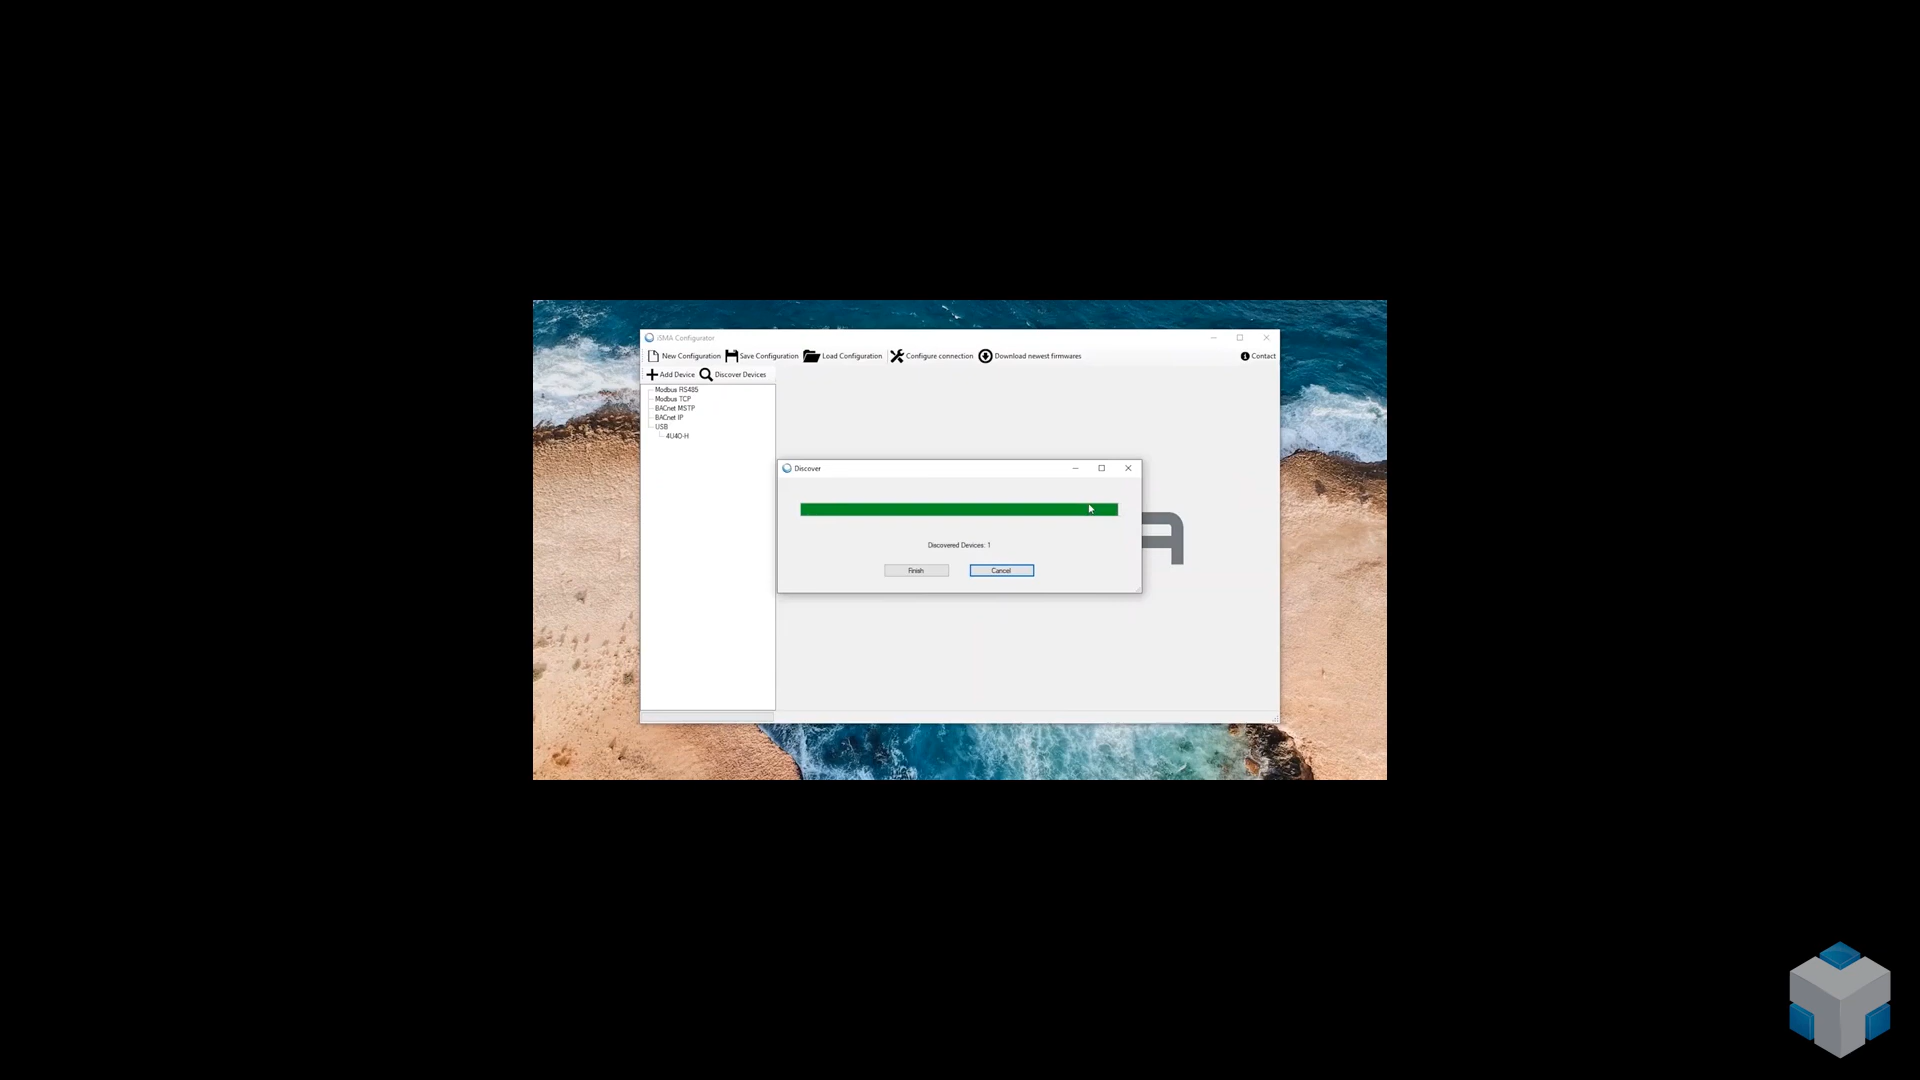 iSMA Configurator
New Configuration Save Configuration Load Configuration Configure connection Download newest firmwares Contact
Add Device Discover Devices
Modbus RS485
Modbus TCP
BACnet MSTP
BACnet IP
USB
4U4O-H
Discover
Discovered Devices: 1
Finish Cancel
A